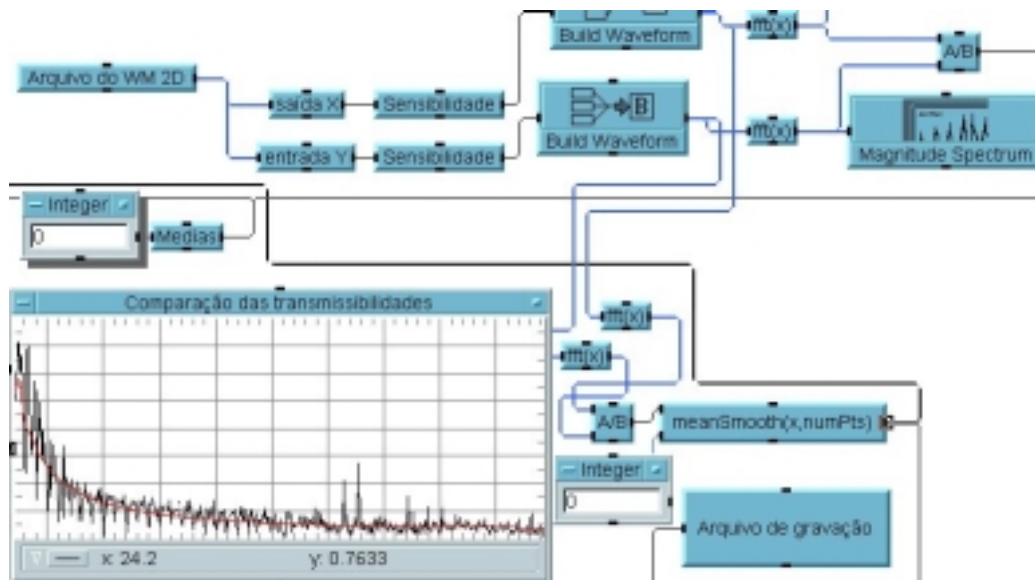 Build Waveform
fft(x)
A/B
Arquivo do WM 2D
saída X
Sensibilidade
B
Build Waveform
fft(x)
Magnitude Spectrum
entrada Y
Sensibilidade
Integer
0
Medias
Comparação das transmissibilidades
fft(x)
fft(x)
A/B
meanSmooth(x,numPts)
Integer
0
Arquivo de gravação
x: 24.2
y: 0.7633